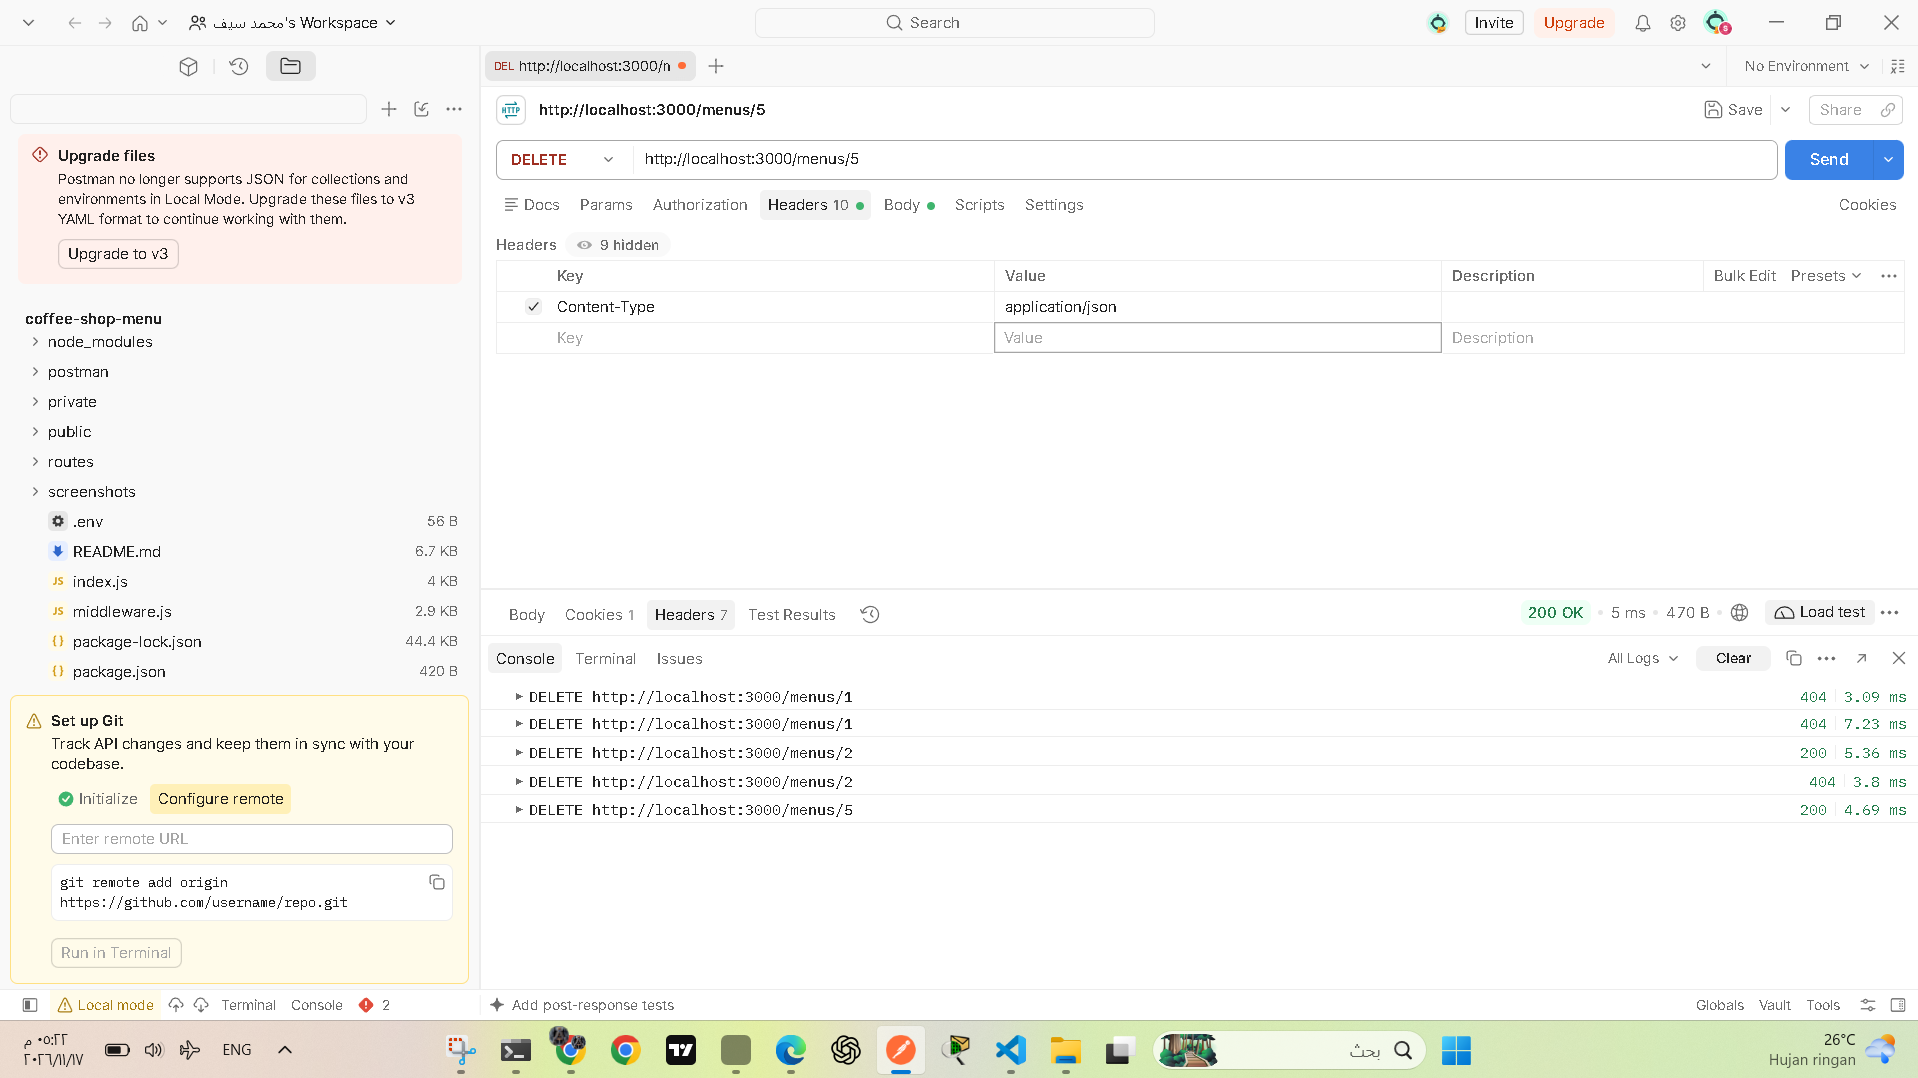 محمد سيف's Workspace
Search
Invite
Upgrade
DEL http://localhost:3000/n
No Environment
HTTP
http://localhost:3000/menus/5
Save
Share
Upgrade files
Postman no longer supports JSON for collections and
environments in Local Mode. Upgrade these files to v3
YAML format to continue working with them.
Upgrade to v3
DELETE
http://localhost:3000/menus/5
Send
Docs
Params
Authorization
Headers 10
Body
Scripts
Settings
Cookies
Headers
9 hidden
Key
Value
Description
Bulk Edit
Presets
Content-Type
application/json
Key
Value
Description
coffee-shop-menu
node_modules
postman
private
public
routes
screenshots
.env 56 B
README.md 6.7 KB
JS index.js 4 KB
JS middleware.js 2.9 KB
{} package-lock.json 44.4 KB
{} package.json 420 B
Set up Git
Track API changes and keep them in sync with your
codebase.
Initialize
Configure remote
Enter remote URL
git remote add origin
https://github.com/username/repo.git
Run in Terminal
Body
Cookies 1
Headers 7
Test Results
200 OK
5 ms
470 B
Load test
Console
Terminal
Issues
All Logs
Clear
DELETE http://localhost:3000/menus/1 404 3.09 ms
DELETE http://localhost:3000/menus/1 404 7.23 ms
DELETE http://localhost:3000/menus/2 200 5.36 ms
DELETE http://localhost:3000/menus/2 404 3.8 ms
DELETE http://localhost:3000/menus/5 200 4.69 ms
Local mode
Terminal
Console
2
Add post-response tests
Globals
Vault
Tools
ENG
بحث
26°C
Hujan ringan